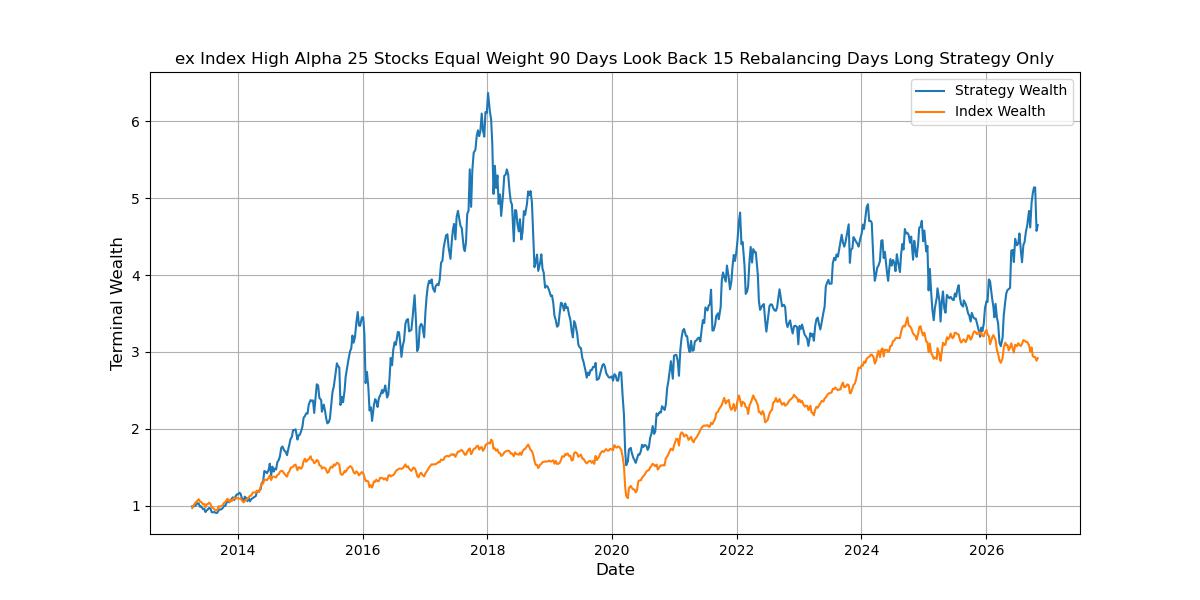 ex Index High Alpha 25 Stocks Equal Weight 90 Days Look Back 15 Rebalancing Days Long Strategy Only
Strategy Wealth
Index Wealth
Terminal Wealth
6
5
4
3
2
1
2014 2016 2018 2020 2022 2024 2026
Date